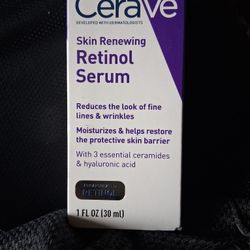 CeraVe
DEVELOPED WITH DERMATOLOGISTS
Skin Renewing
Retinol
Serum
Reduces the look of fine
lines & wrinkles
Moisturizes & helps restore
the protective skin barrier
With 3 essential ceramides
& hyaluronic acid
RETINOL
1 FL OZ (30 ml)